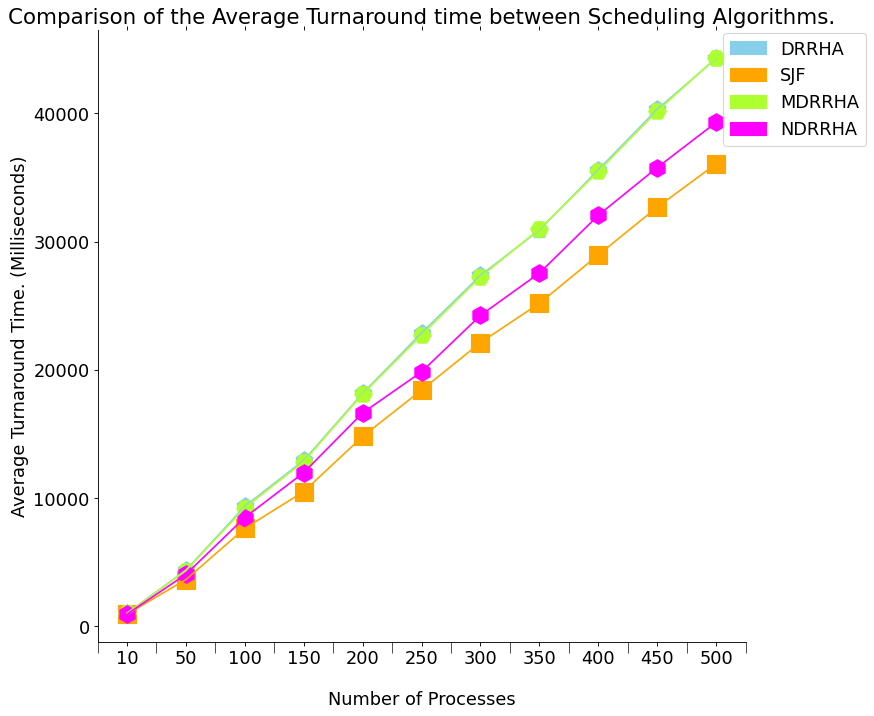 Comparison of the Average Turnaround time between Scheduling Algorithms.
DRRHA
SJF
MDRRHA
NDRRHA
Average Turnaround Time. (Milliseconds)
40000
30000
20000
10000
0
10 50 100 150 200 250 300 350 400 450 500
Number of Processes